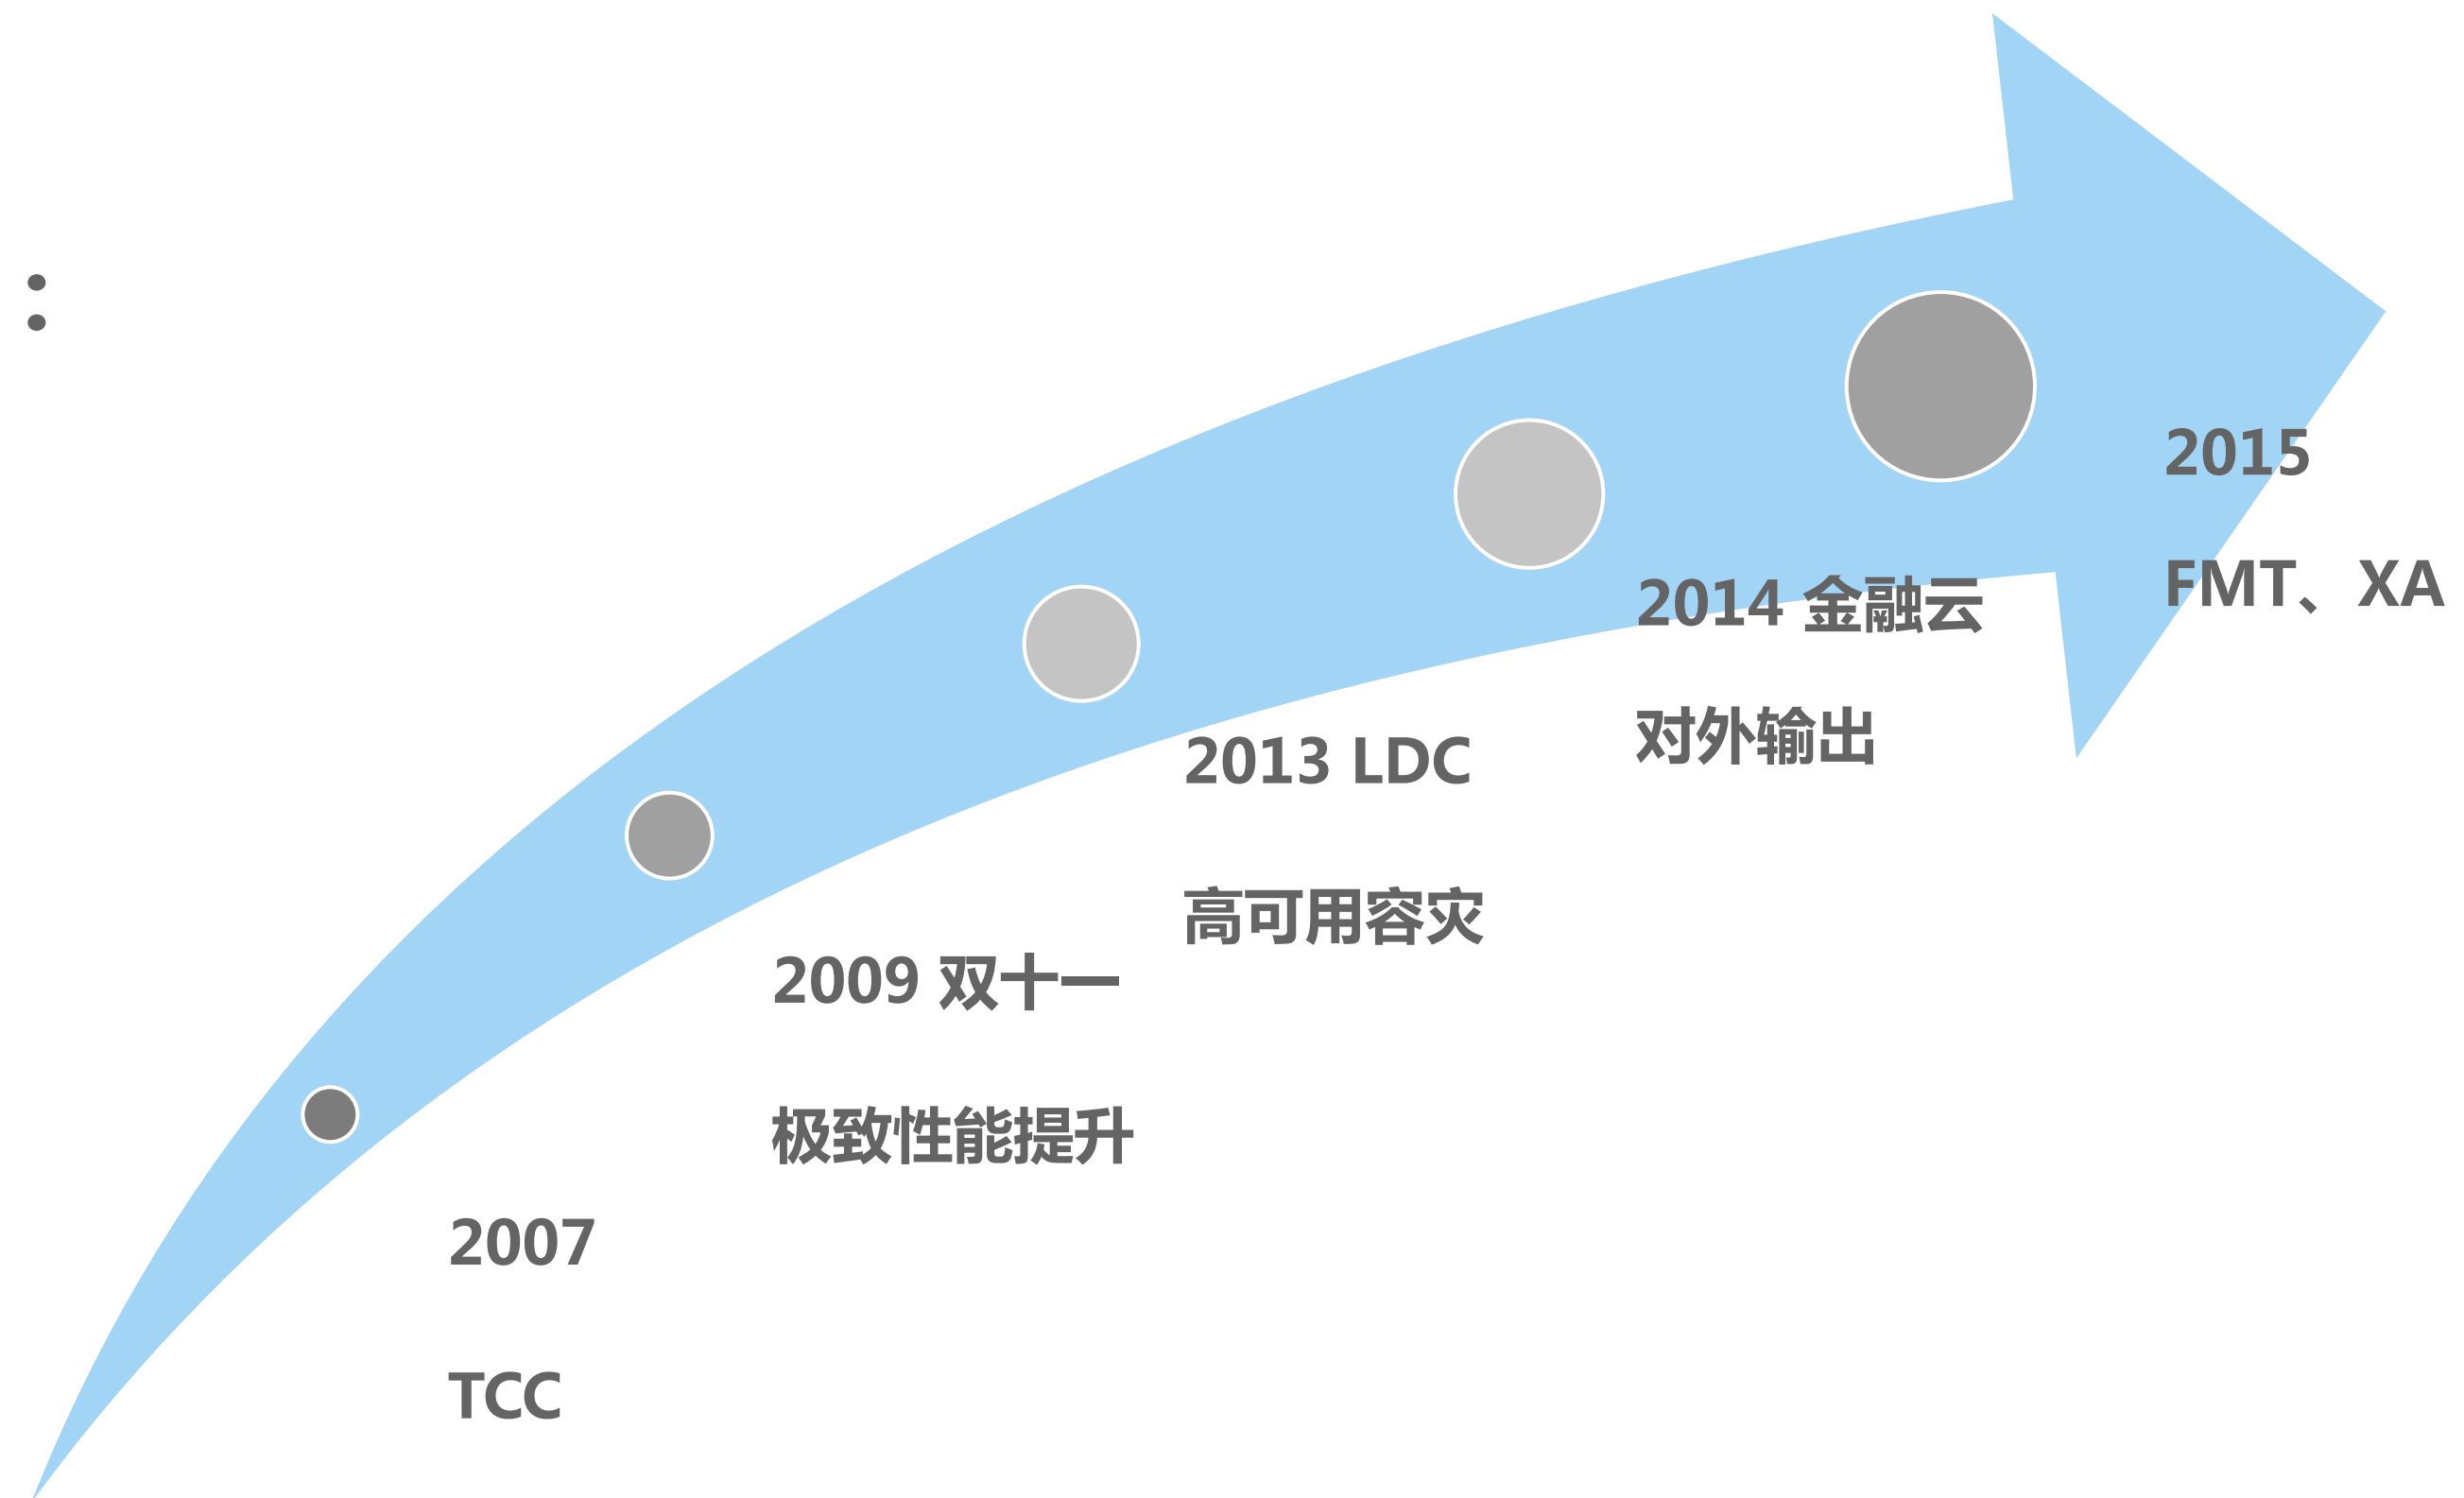 :
2007
TCC
2009 双十一
极致性能提升
2013 LDC
高可用容灾
2014 金融云
对外输出
2015
FMT、XA